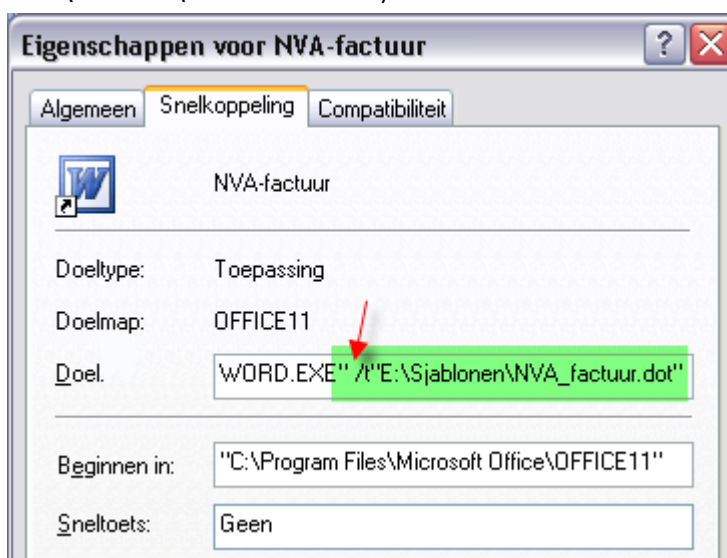 Eigenschappen voor NVA-factuur
Algemeen Snelkoppeling Compatibiliteit
NVA-factuur
Doeltype: Toepassing
Doelmap: OFFICE11
Doel. WORD.EXE" /t"E:\Sjablonen\NVA_factuur.dot"
Beginnen in: "C:\Program Files\Microsoft Office\OFFICE11"
Sneltoets: Geen